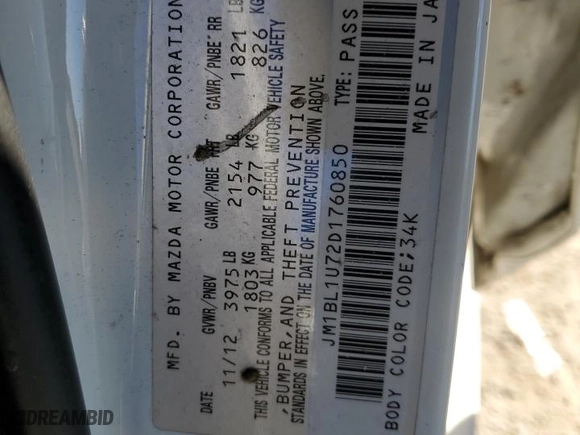 MFD. BY MAZDA MOTOR CORPORATION
DATE GVWR/PNBV GAWR/PNBE GAWR/PNBE RR
11/12 3975 LB 2154 LB 1821 LB
1803 KG 977 KG 826 KG
THIS VEHICLE CONFORMS TO ALL APPLICABLE FEDERAL MOTOR VEHICLE SAFETY
,BUMPER, AND THEFT PREVENTION
STANDARDS IN EFFECT ON THE DATE OF MANUFACTURE SHOWN ABOVE.
JM1BL1U72D1760850 TYPE: PASS
BODY COLOR CODE;34K MADE IN JA
DREAMBID